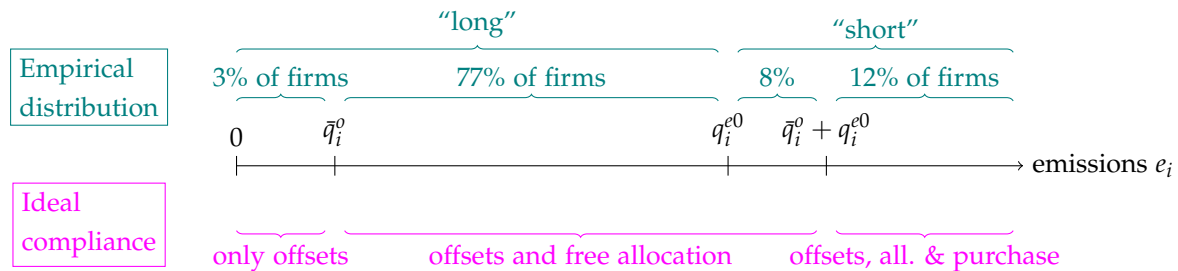 “long” “short”
Empirical distribution
3% of firms 77% of firms 8% 12% of firms
0 q̄ᵢᵒ qᵢᵉ⁰ q̄ᵢᵒ + qᵢᵉ⁰
emissions eᵢ
Ideal compliance
only offsets offsets and free allocation offsets, all. & purchase